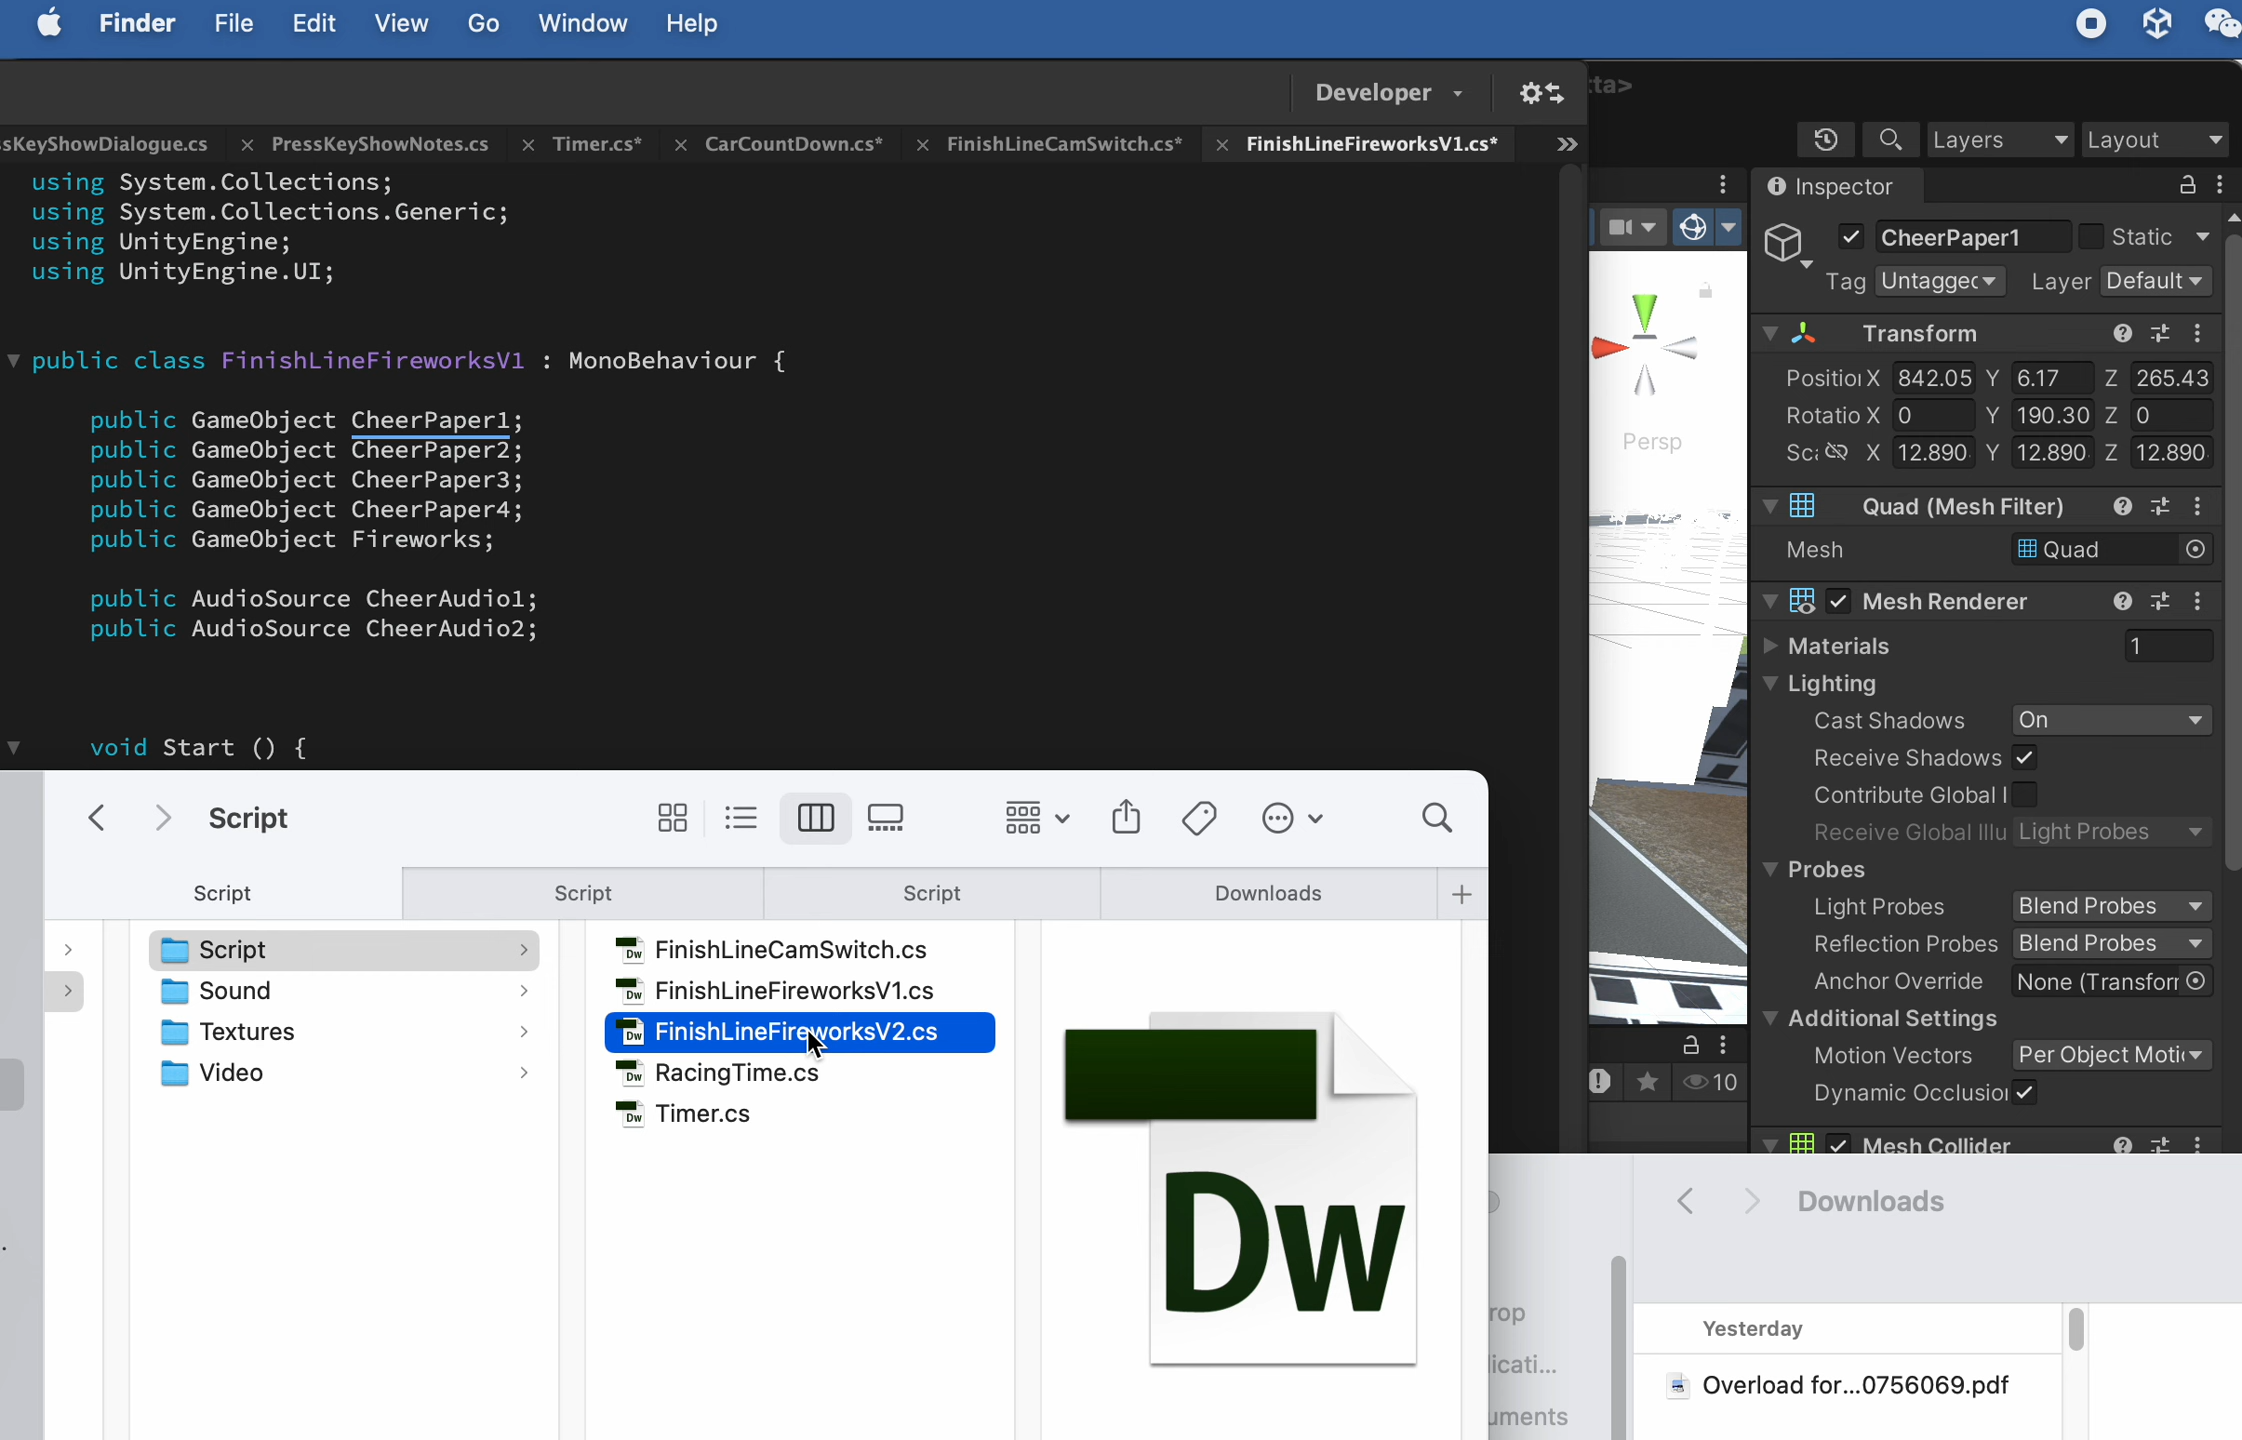 Finder File Edit View Go Window Help
Developer
tta>
sKeyShowDialogue.cs × PressKeyShowNotes.cs × Timer.cs* × CarCountDown.cs* × FinishLineCamSwitch.cs* × FinishLineFireworksV1.cs* »
Layers Layout
using System.Collections;
using System.Collections.Generic;
using UnityEngine;
using UnityEngine.UI;
public class FinishLineFireworksV1 : MonoBehaviour {
public GameObject CheerPaper1;
public GameObject CheerPaper2;
public GameObject CheerPaper3;
public GameObject CheerPaper4;
public GameObject Fireworks;
public AudioSource CheerAudio1;
public AudioSource CheerAudio2;
void Start () {
Persp
10
Inspector
CheerPaper1 Static
Tag Untaggec Layer Default
Transform
Position X 842.05 Y 6.17 Z 265.43
Rotatio X 0 Y 190.30 Z 0
Sc X 12.890 Y 12.890 Z 12.890
Quad (Mesh Filter)
Mesh Quad
Mesh Renderer
Materials 1
Lighting
Cast Shadows On
Receive Shadows
Contribute Global I
Receive Global Illu Light Probes
Probes
Light Probes Blend Probes
Reflection Probes Blend Probes
Anchor Override None (Transfor
Additional Settings
Motion Vectors Per Object Moti
Dynamic Occlusio
Mesh Collider
Script
Script Script Script Downloads +
Script
Sound
Textures
Video
FinishLineCamSwitch.cs
FinishLineFireworksV1.cs
FinishLineFireworksV2.cs
RacingTime.cs
Timer.cs
Dw
rop
licati...
uments
Downloads
Yesterday
Overload for...0756069.pdf